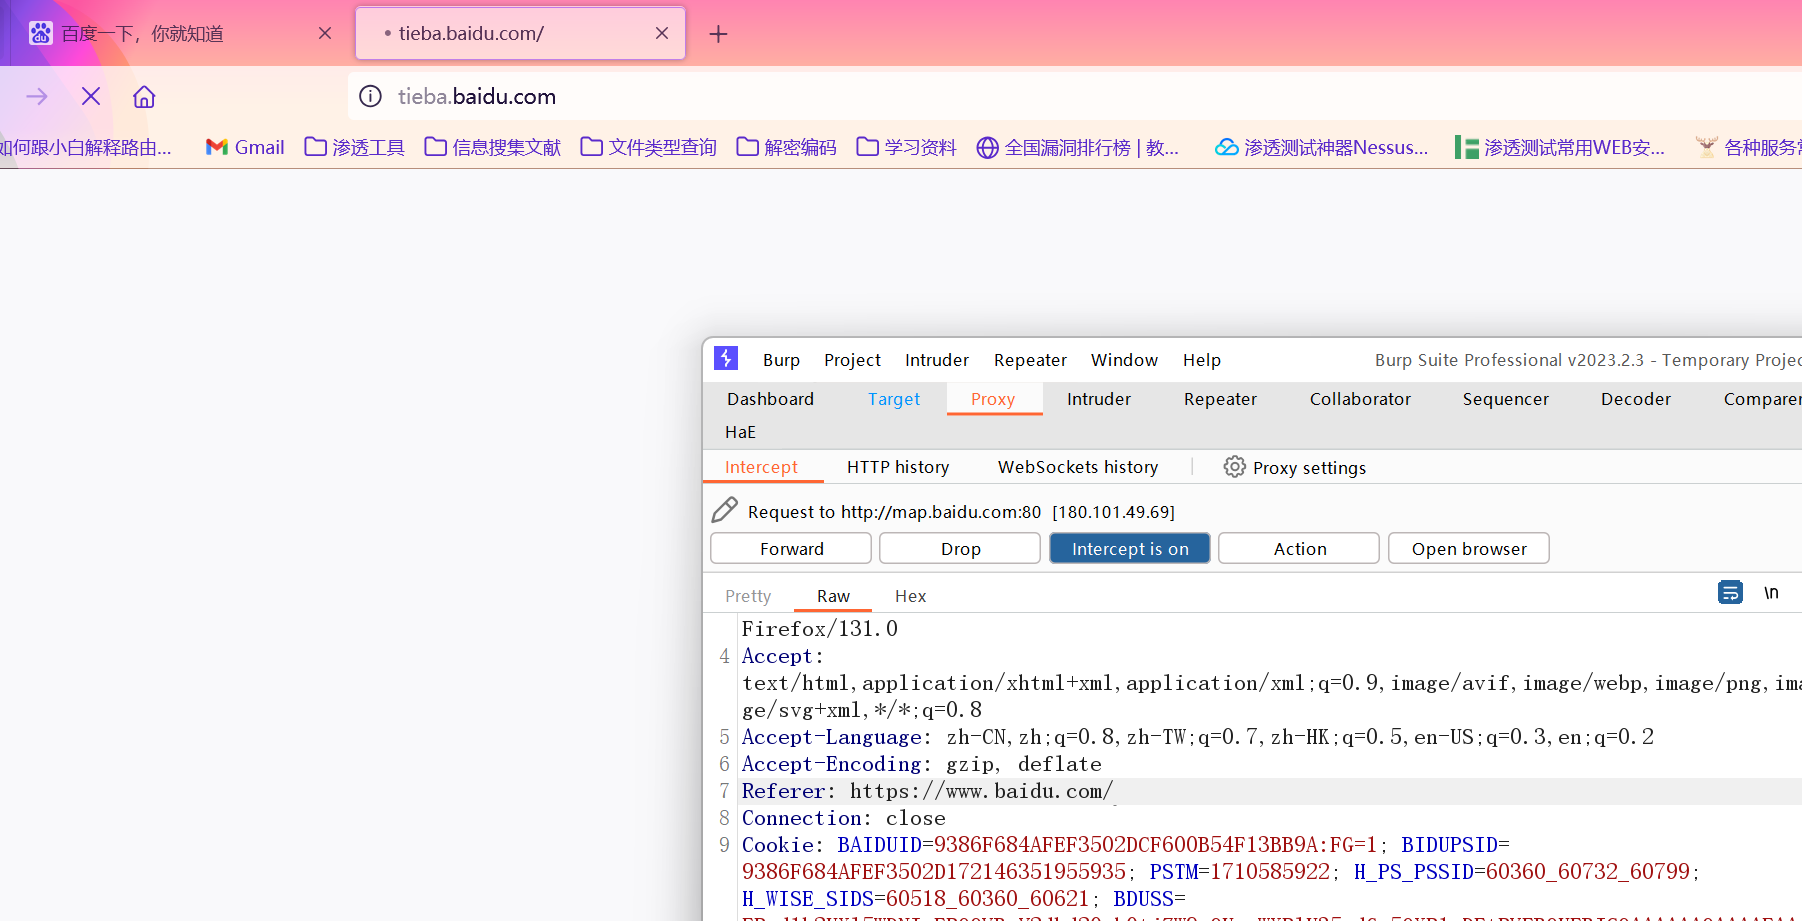 百度一下，你就知道
tieba.baidu.com/
tieba.baidu.com
如何跟小白解释路由... Gmail 渗透工具 信息搜集文献 文件类型查询 解密编码 学习资料 全国漏洞排行榜 | 教... 渗透测试神器Nessus... 渗透测试常用WEB安... 各种服务
Burp Project Intruder Repeater Window Help Burp Suite Professional v2023.2.3 - Temporary Projec
Dashboard Target Proxy Intruder Repeater Collaborator Sequencer Decoder Comparer
HaE
Intercept HTTP history WebSockets history Proxy settings
Request to http://map.baidu.com:80 [180.101.49.69]
Forward Drop Intercept is on Action Open browser
Pretty Raw Hex \n
Firefox/131.0
4 Accept:
text/html,application/xhtml+xml,application/xml;q=0.9,image/avif,image/webp,image/png,ima
ge/svg+xml,*/*;q=0.8
5 Accept-Language: zh-CN,zh;q=0.8,zh-TW;q=0.7,zh-HK;q=0.5,en-US;q=0.3,en;q=0.2
6 Accept-Encoding: gzip, deflate
7 Referer: https://www.baidu.com/
8 Connection: close
9 Cookie: BAIDUID=9386F684AFEF3502DCF600B54F13BB9A:FG=1; BIDUPSID=
9386F684AFEF3502D172146351955935; PSTM=1710585922; H_PS_PSSID=60360_60732_60799;
H_WISE_SIDS=60518_60360_60621; BDUSS=